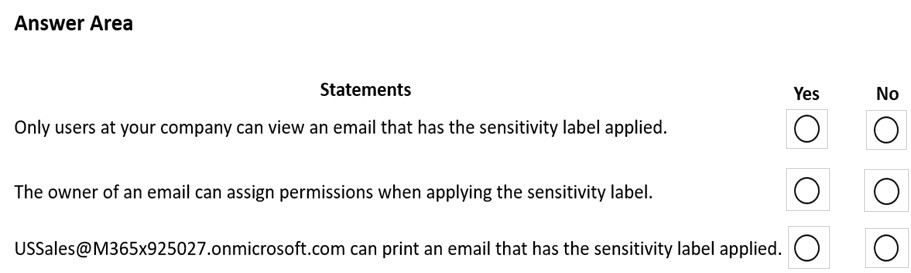 Answer Area
Statements Yes No
Only users at your company can view an email that has the sensitivity label applied.
The owner of an email can assign permissions when applying the sensitivity label.
USSales@M365x925027.onmicrosoft.com can print an email that has the sensitivity label applied.